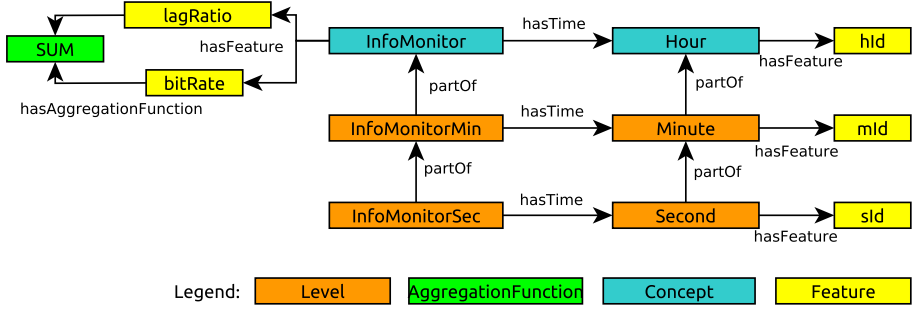 lagRatio
hasTime
SUM
hasFeature
InfoMonitor
Hour
hId
hasFeature
bitRate
partOf
partOf
hasAggregationFunction
hasTime
InfoMonitorMin
Minute
mId
hasFeature
partOf
partOf
hasTime
InfoMonitorSec
Second
sId
hasFeature
Legend:
Level
AggregationFunction
Concept
Feature